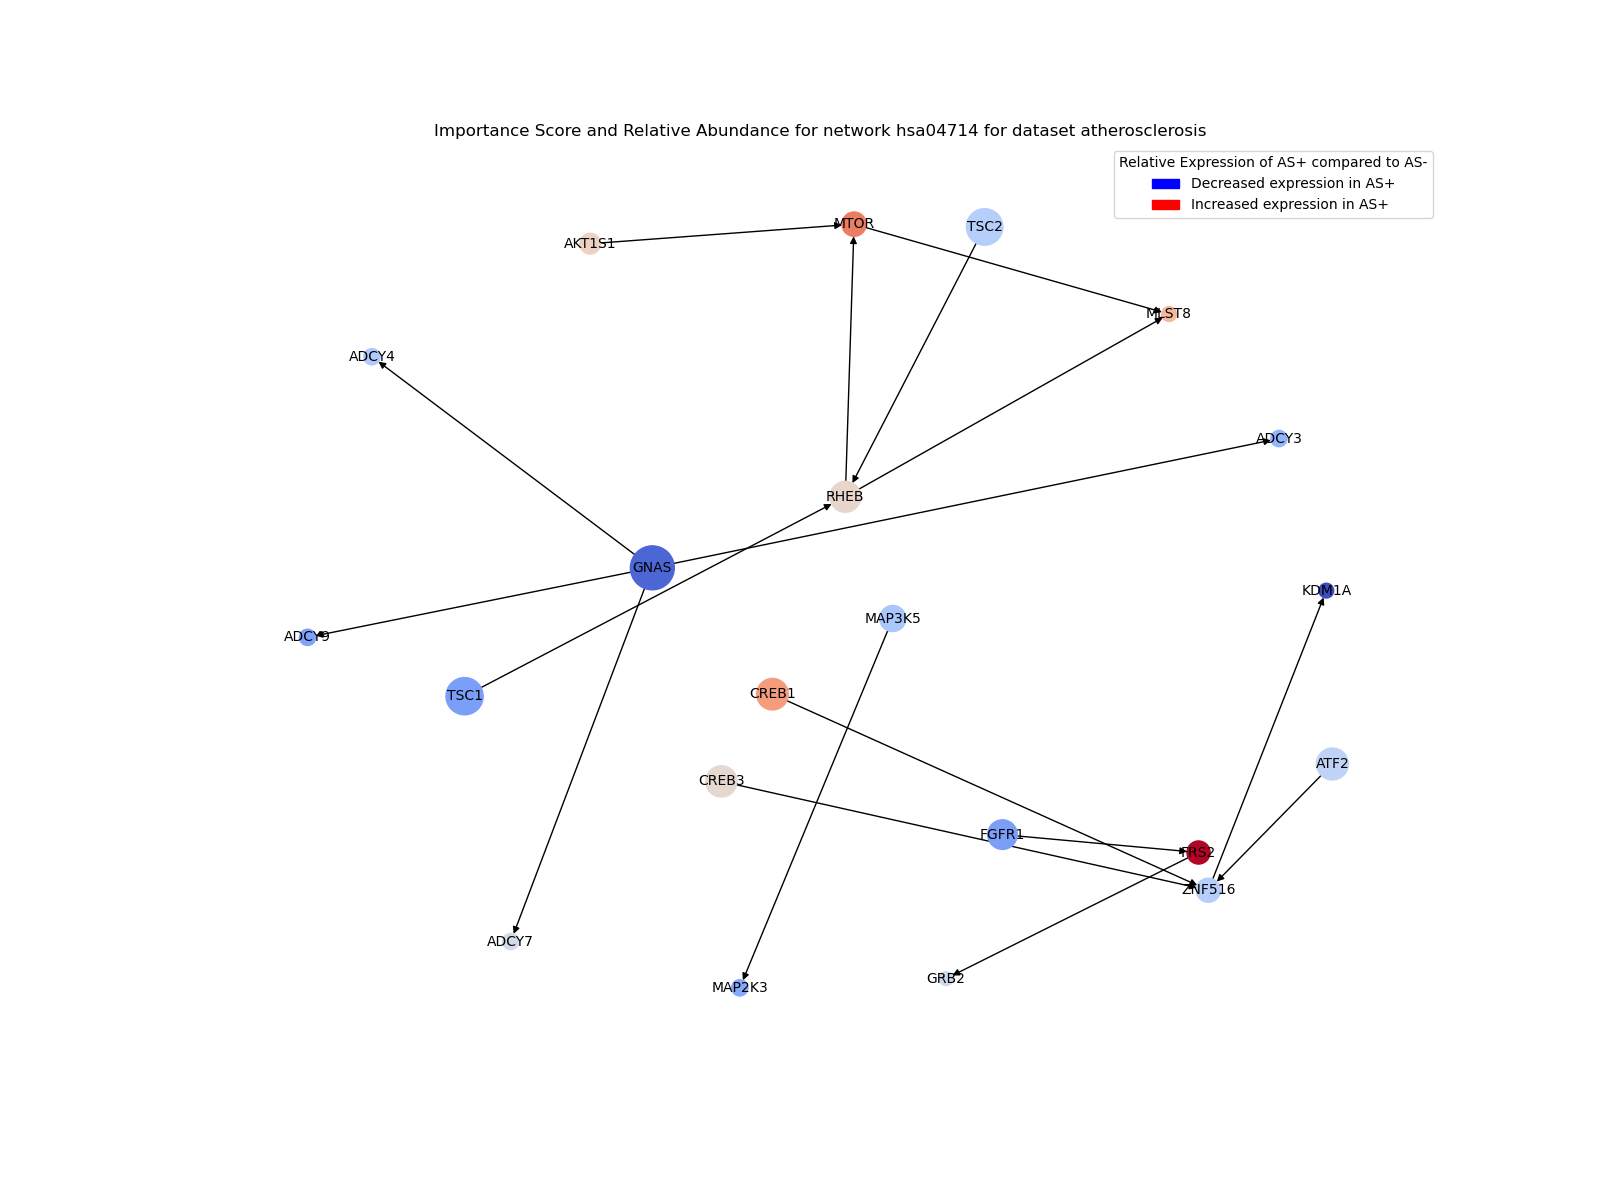 Importance Score and Relative Abundance for network hsa04714 for dataset atherosclerosis
Relative Expression of AS+ compared to AS-
Decreased expression in AS+
Increased expression in AS+
MTOR
TSC2
AKT1S1
MLST8
ADCY4
ADCY3
RHEB
GNAS
KDM1A
MAP3K5
ADCY9
TSC1
CREB1
ATF2
CREB3
FGFR1
FRS2
ZNF516
ADCY7
GRB2
MAP2K3